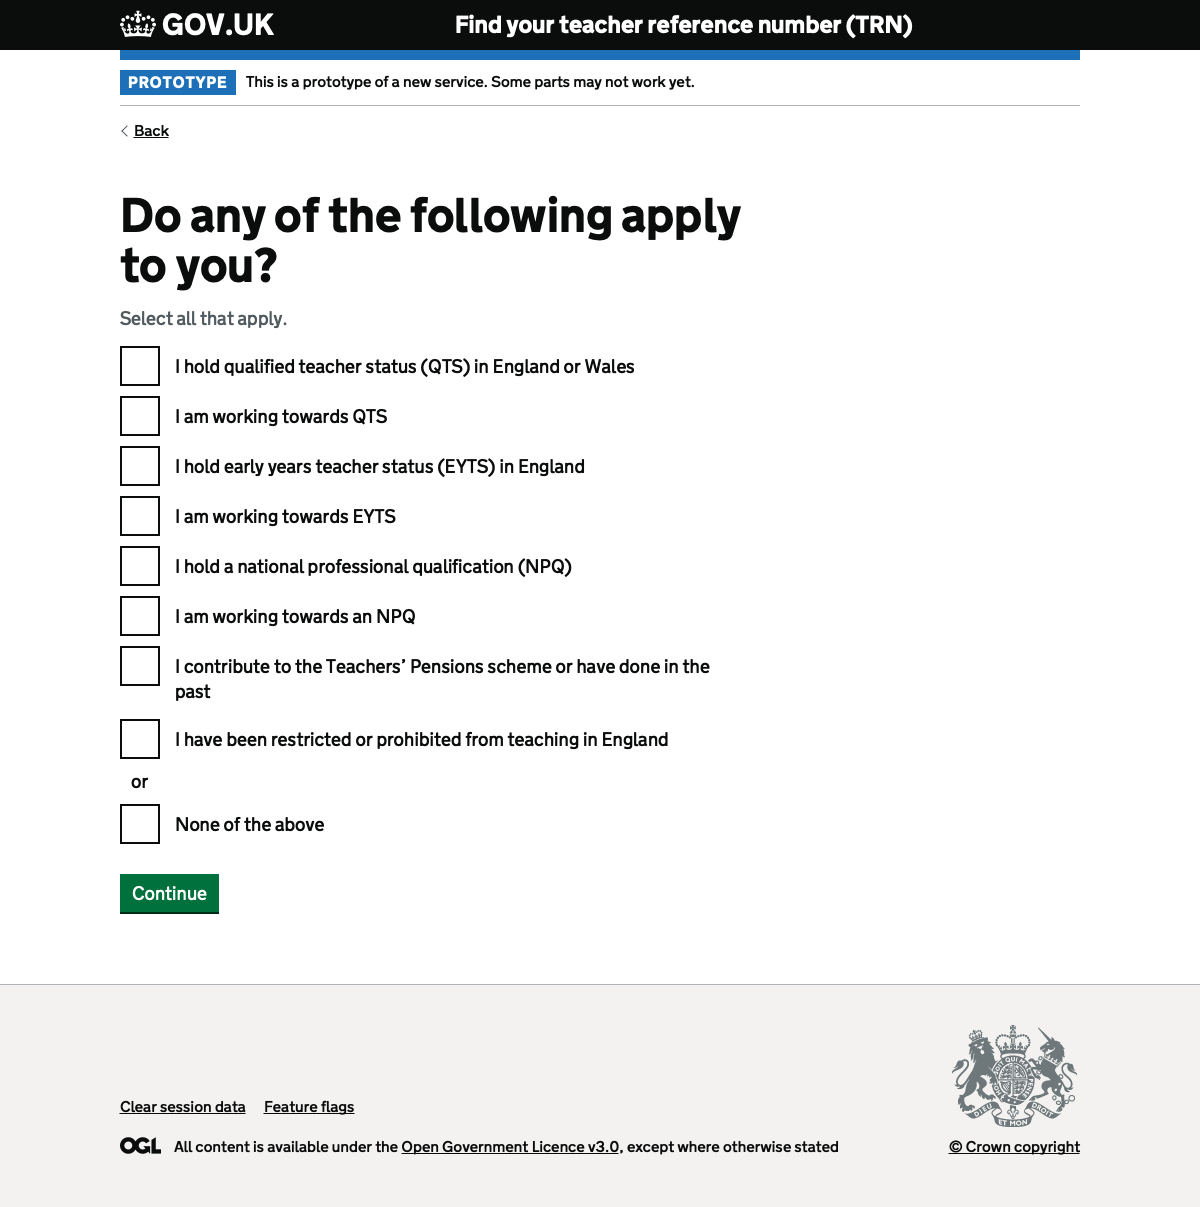 GOV.UK
Find your teacher reference number (TRN)
PROTOTYPE This is a prototype of a new service. Some parts may not work yet.
Back
Do any of the following apply
to you?
Select all that apply.
I hold qualified teacher status (QTS) in England or Wales
I am working towards QTS
I hold early years teacher status (EYTS) in England
I am working towards EYTS
I hold a national professional qualification (NPQ)
I am working towards an NPQ
I contribute to the Teachers’ Pensions scheme or have done in the
past
I have been restricted or prohibited from teaching in England
or
None of the above
Continue
Clear session data Feature flags
OGL All content is available under the Open Government Licence v3.0, except where otherwise stated
DIEU ET MON DROIT
© Crown copyright